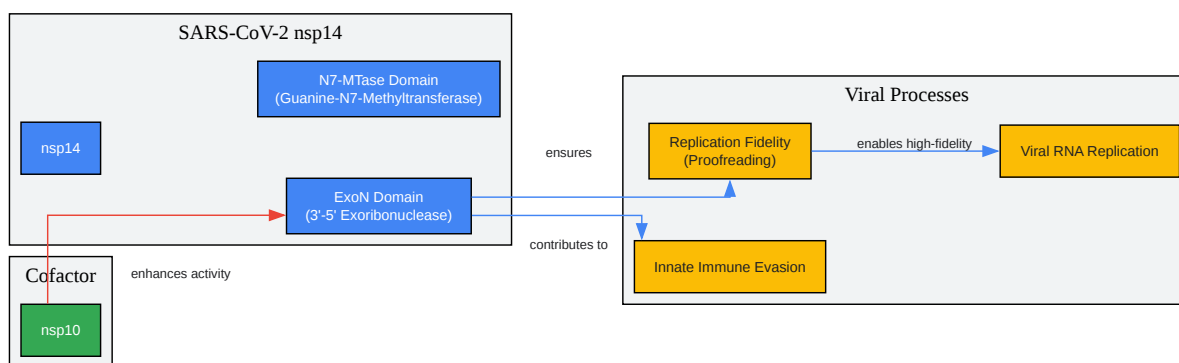 SARS-CoV-2 nsp14
N7-MTase Domain
(Guanine-N7-Methyltransferase)
nsp14
ExoN Domain
(3'-5' Exoribonuclease)
Cofactor
nsp10
enhances activity
ensures
contributes to
Viral Processes
Replication Fidelity
(Proofreading)
enables high-fidelity
Viral RNA Replication
Innate Immune Evasion